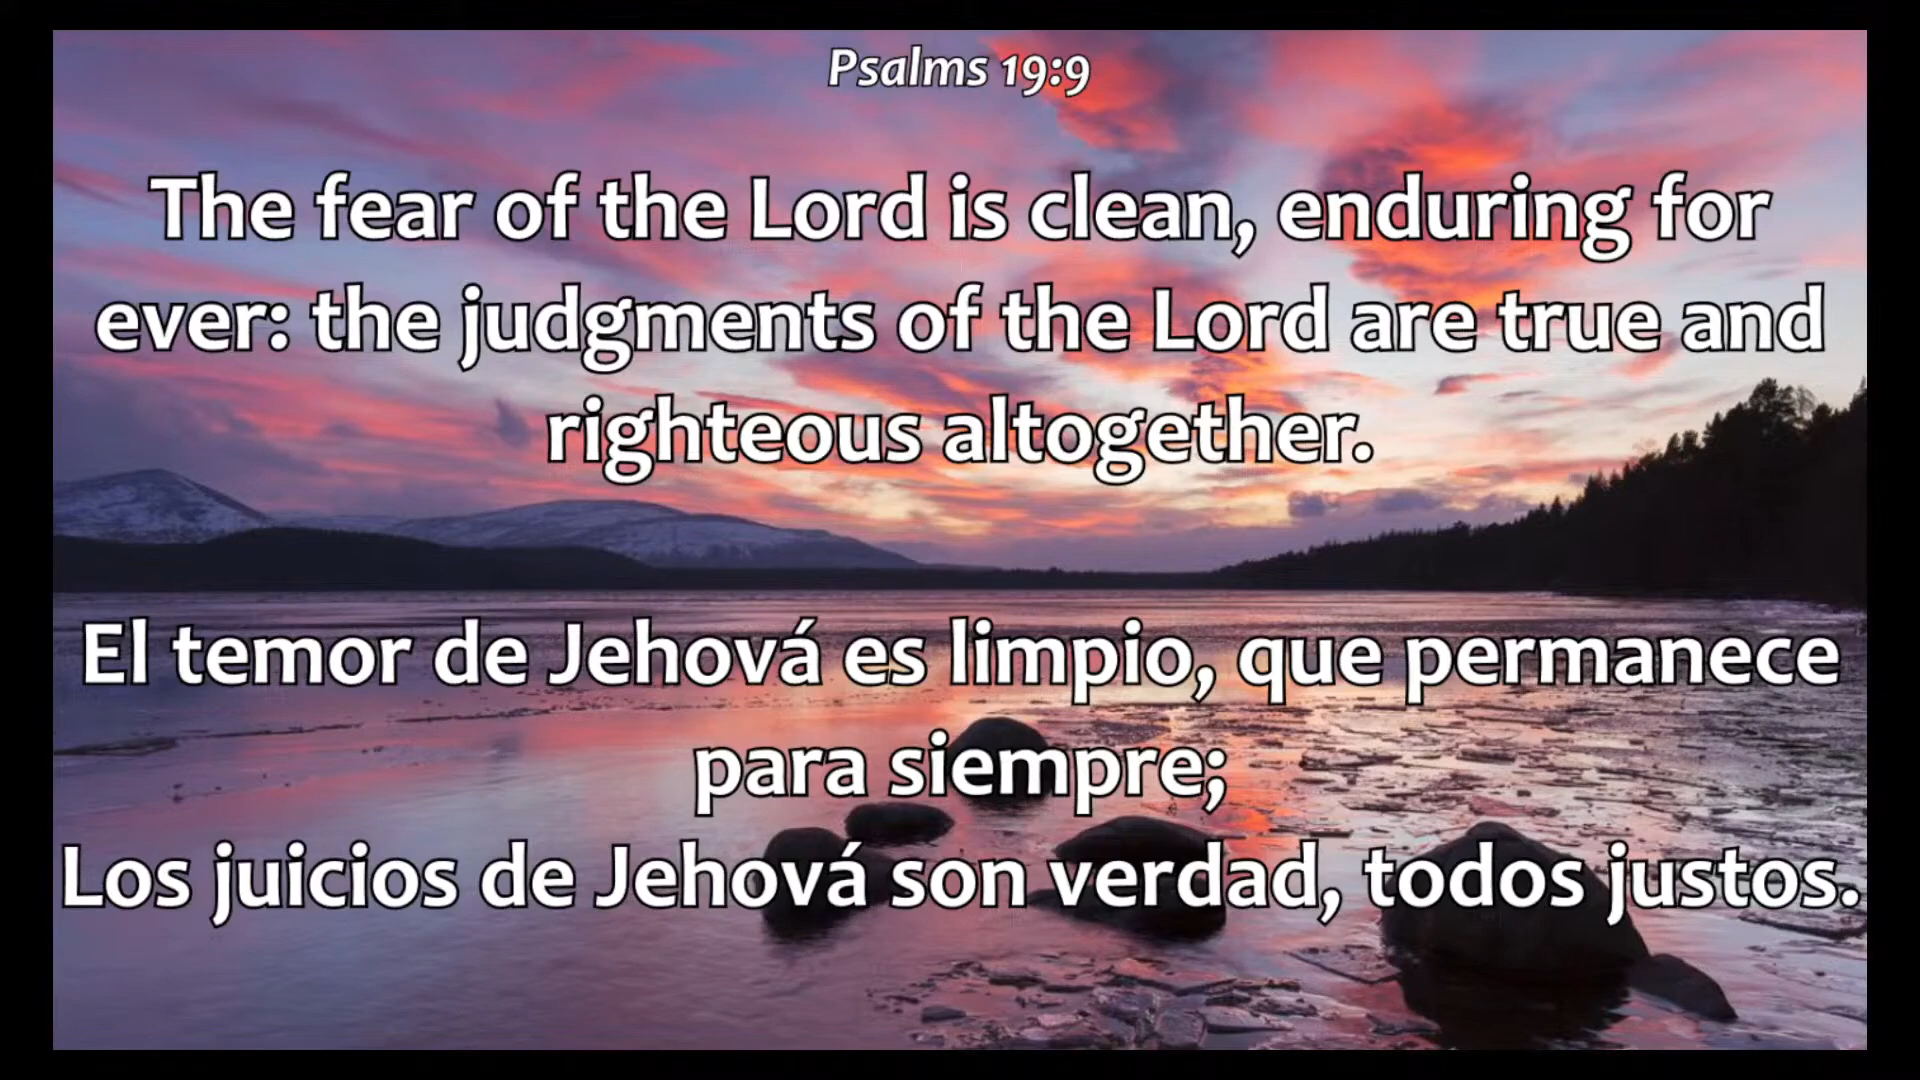 Psalms 19:9
The fear of the Lord is clean, enduring for
ever: the judgments of the Lord are true and
righteous altogether.
El temor de Jehová es limpio, que permanece
para siempre;
Los juicios de Jehová son verdad, todos justos.